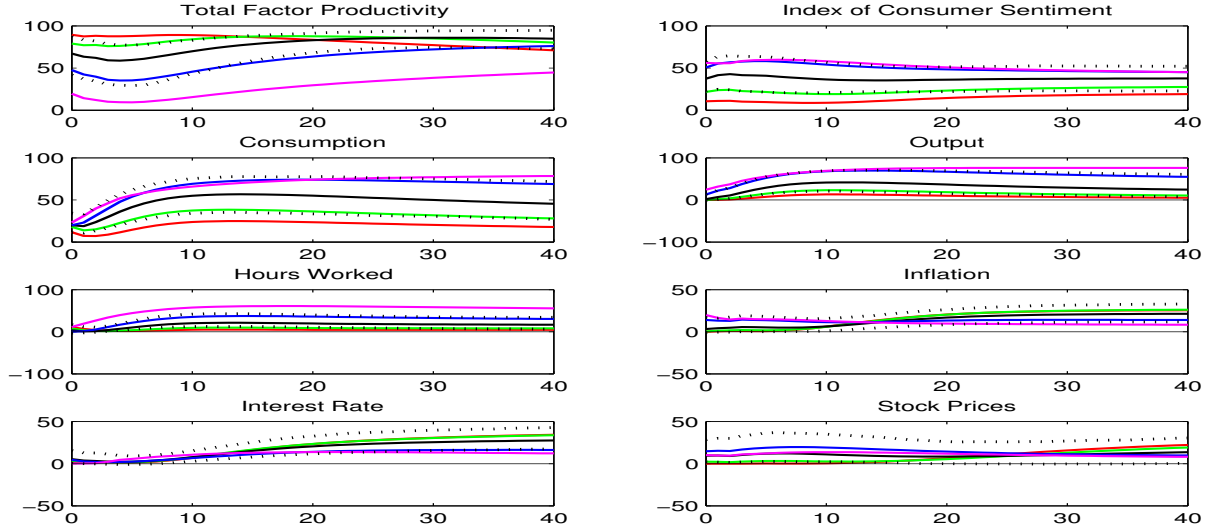 Total Factor Productivity
100
50
0
0 10 20 30 40
Index of Consumer Sentiment
100
50
0
0 10 20 30 40
Consumption
100
50
0
0 10 20 30 40
Output
100
0
−100
0 10 20 30 40
Hours Worked
100
0
−100
0 10 20 30 40
Inflation
50
0
−50
0 10 20 30 40
Interest Rate
50
0
−50
0 10 20 30 40
Stock Prices
50
0
−50
0 10 20 30 40